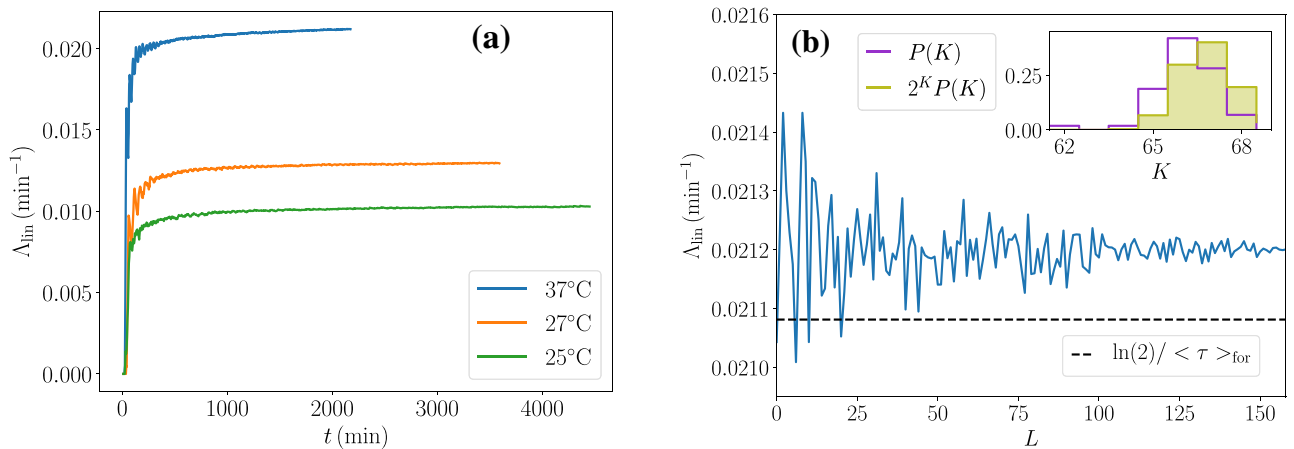 (a)
0.020
0.015
0.010
0.005
0.000
Λlin (min⁻¹)
37°C
27°C
25°C
0 1000 2000 3000 4000
t (min)
(b)
0.0216
0.0215
0.0214
0.0213
0.0212
0.0211
0.0210
Λlin (min⁻¹)
P(K)
2ᴷP(K)
0.25
0.00
62 65 68
K
ln(2)/ < τ >for
0 25 50 75 100 125 150
L